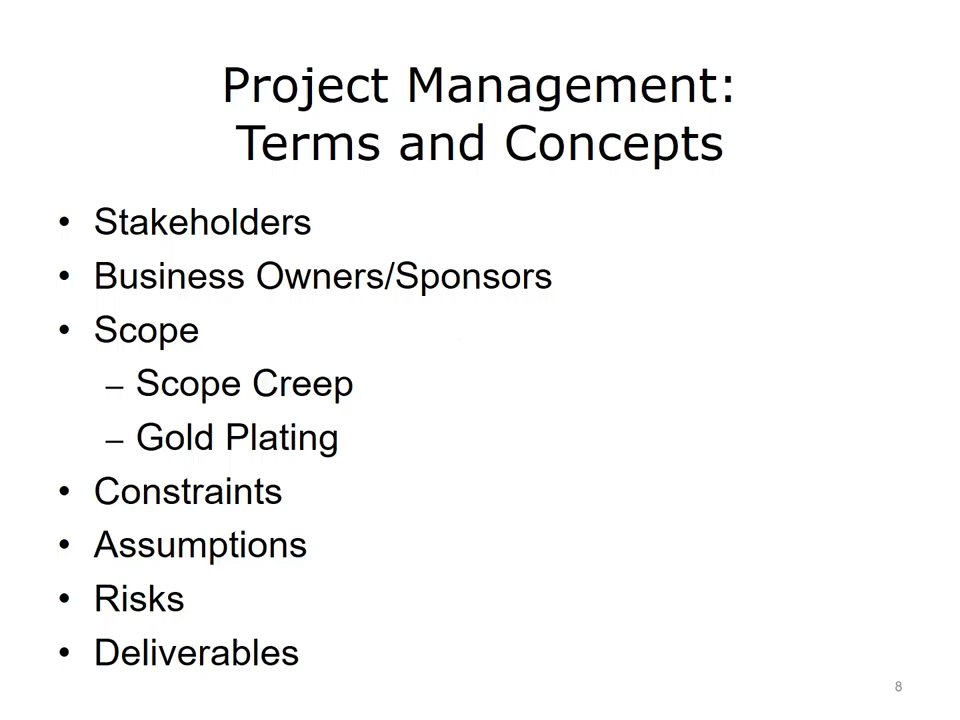 Project Management:
Terms and Concepts
• Stakeholders
• Business Owners/Sponsors
• Scope
– Scope Creep
– Gold Plating
• Constraints
• Assumptions
• Risks
• Deliverables
8